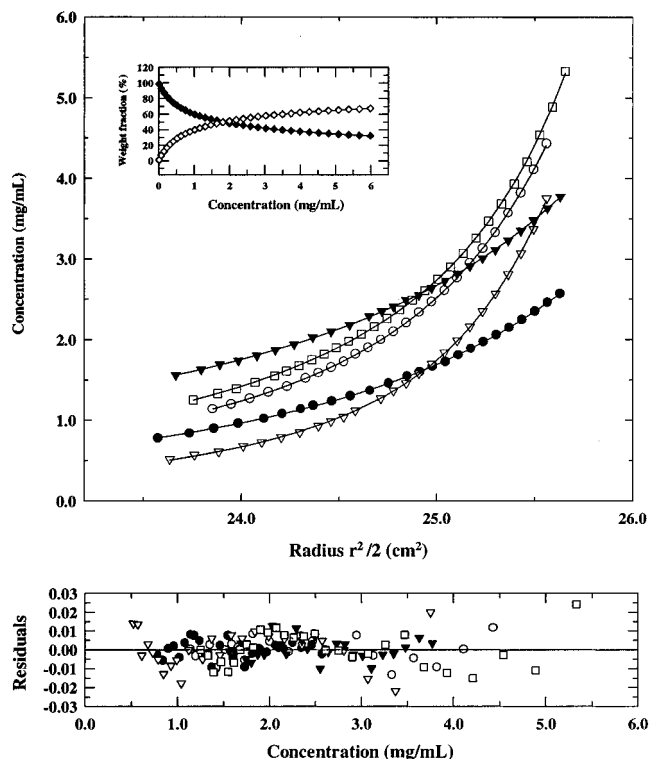 6.0
5.0
4.0
3.0
2.0
1.0
0.0
Concentration (mg/mL)
120
100
80
60
40
20
0
Weight fraction (%)
0 1 2 3 4 5 6
Concentration (mg/mL)
24.0 25.0 26.0
Radius r²/2 (cm²)
0.03
0.02
0.01
0.00
-0.01
-0.02
-0.03
Residuals
0.0 1.0 2.0 3.0 4.0 5.0 6.0
Concentration (mg/mL)